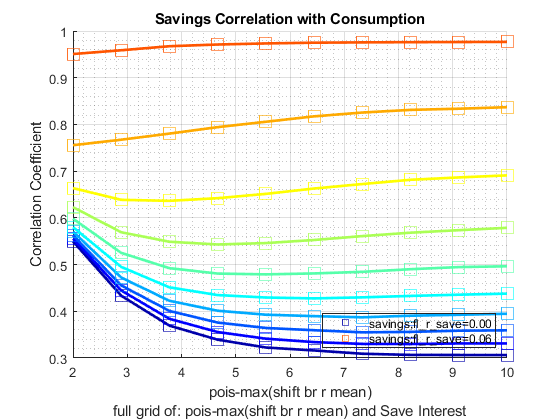 Savings Correlation with Consumption
1
0.9
0.8
0.7
0.6
0.5
0.4
0.3
Correlation Coefficient
savings;fl_r_save=0.00
savings;fl_r_save=0.06
2 3 4 5 6 7 8 9 10
pois-max(shift br r mean)
full grid of: pois-max(shift br r mean) and Save Interest